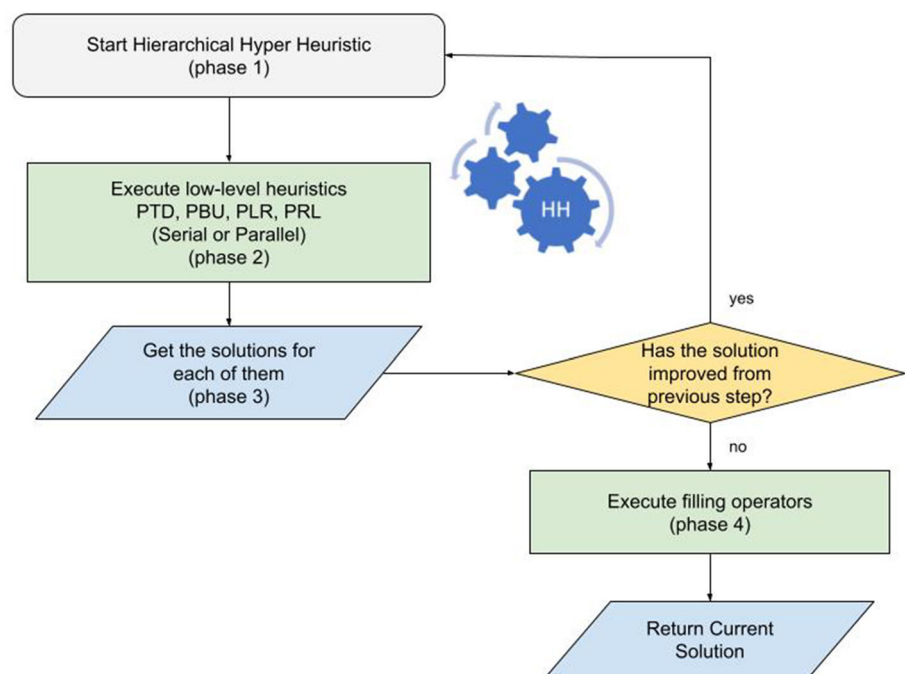 Start Hierarchical Hyper Heuristic
(phase 1)
Execute low-level heuristics
PTD, PBU, PLR, PRL
(Serial or Parallel)
(phase 2)
HH
Get the solutions for
each of them
(phase 3)
yes
Has the solution
improved from
previous step?
no
Execute filling operators
(phase 4)
Return Current
Solution